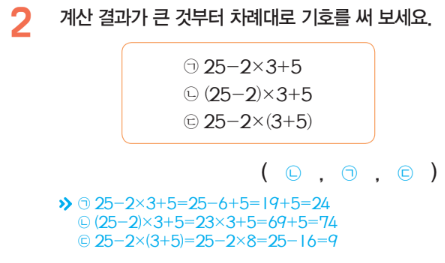 2 계산 결과가 큰 것부터 차례대로 기호를 써 보세요.
㉠ 25−2×3+5
㉡ (25−2)×3+5
㉢ 25−2×(3+5)
( ㉡ , ㉠ , ㉢ )
≫ ㉠ 25−2×3+5=25−6+5=19+5=24
㉡ (25−2)×3+5=23×3+5=69+5=74
㉢ 25−2×(3+5)=25−2×8=25−16=9